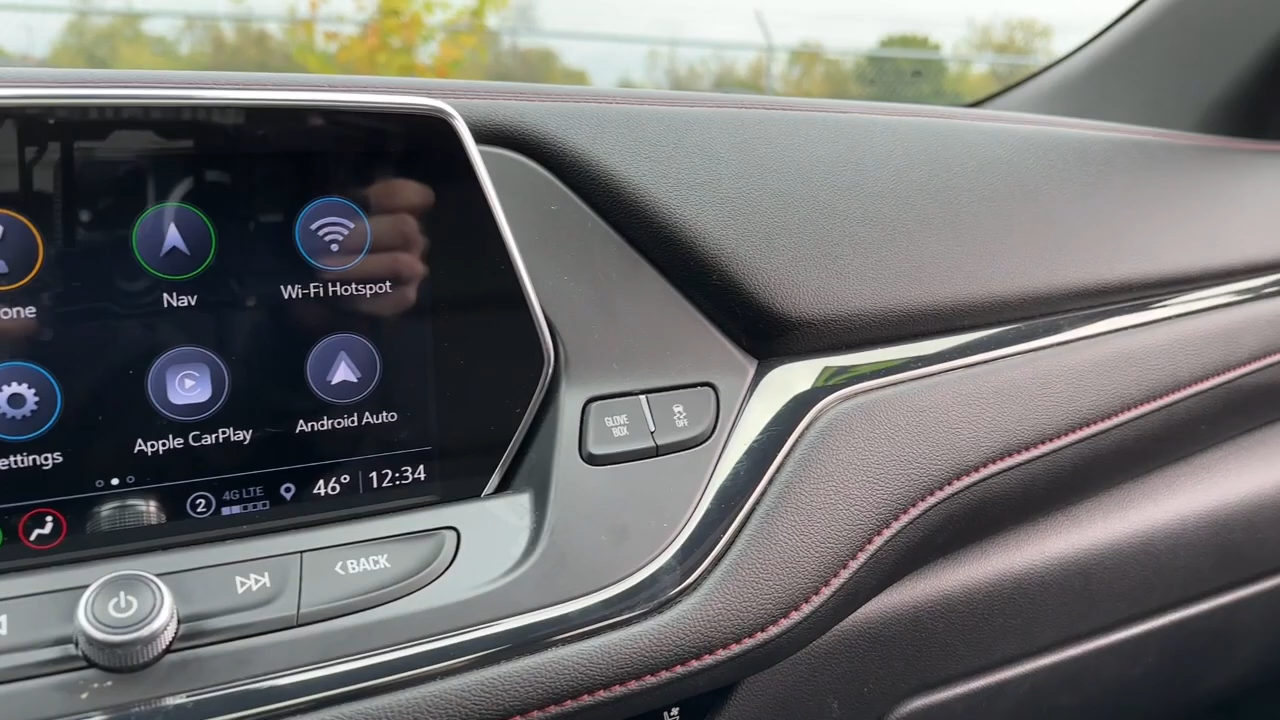 one
Nav
Wi-Fi Hotspot
ettings
Apple CarPlay
Android Auto
2
4G LTE
46°
12:34
BACK
GLOVE
BOX
OFF